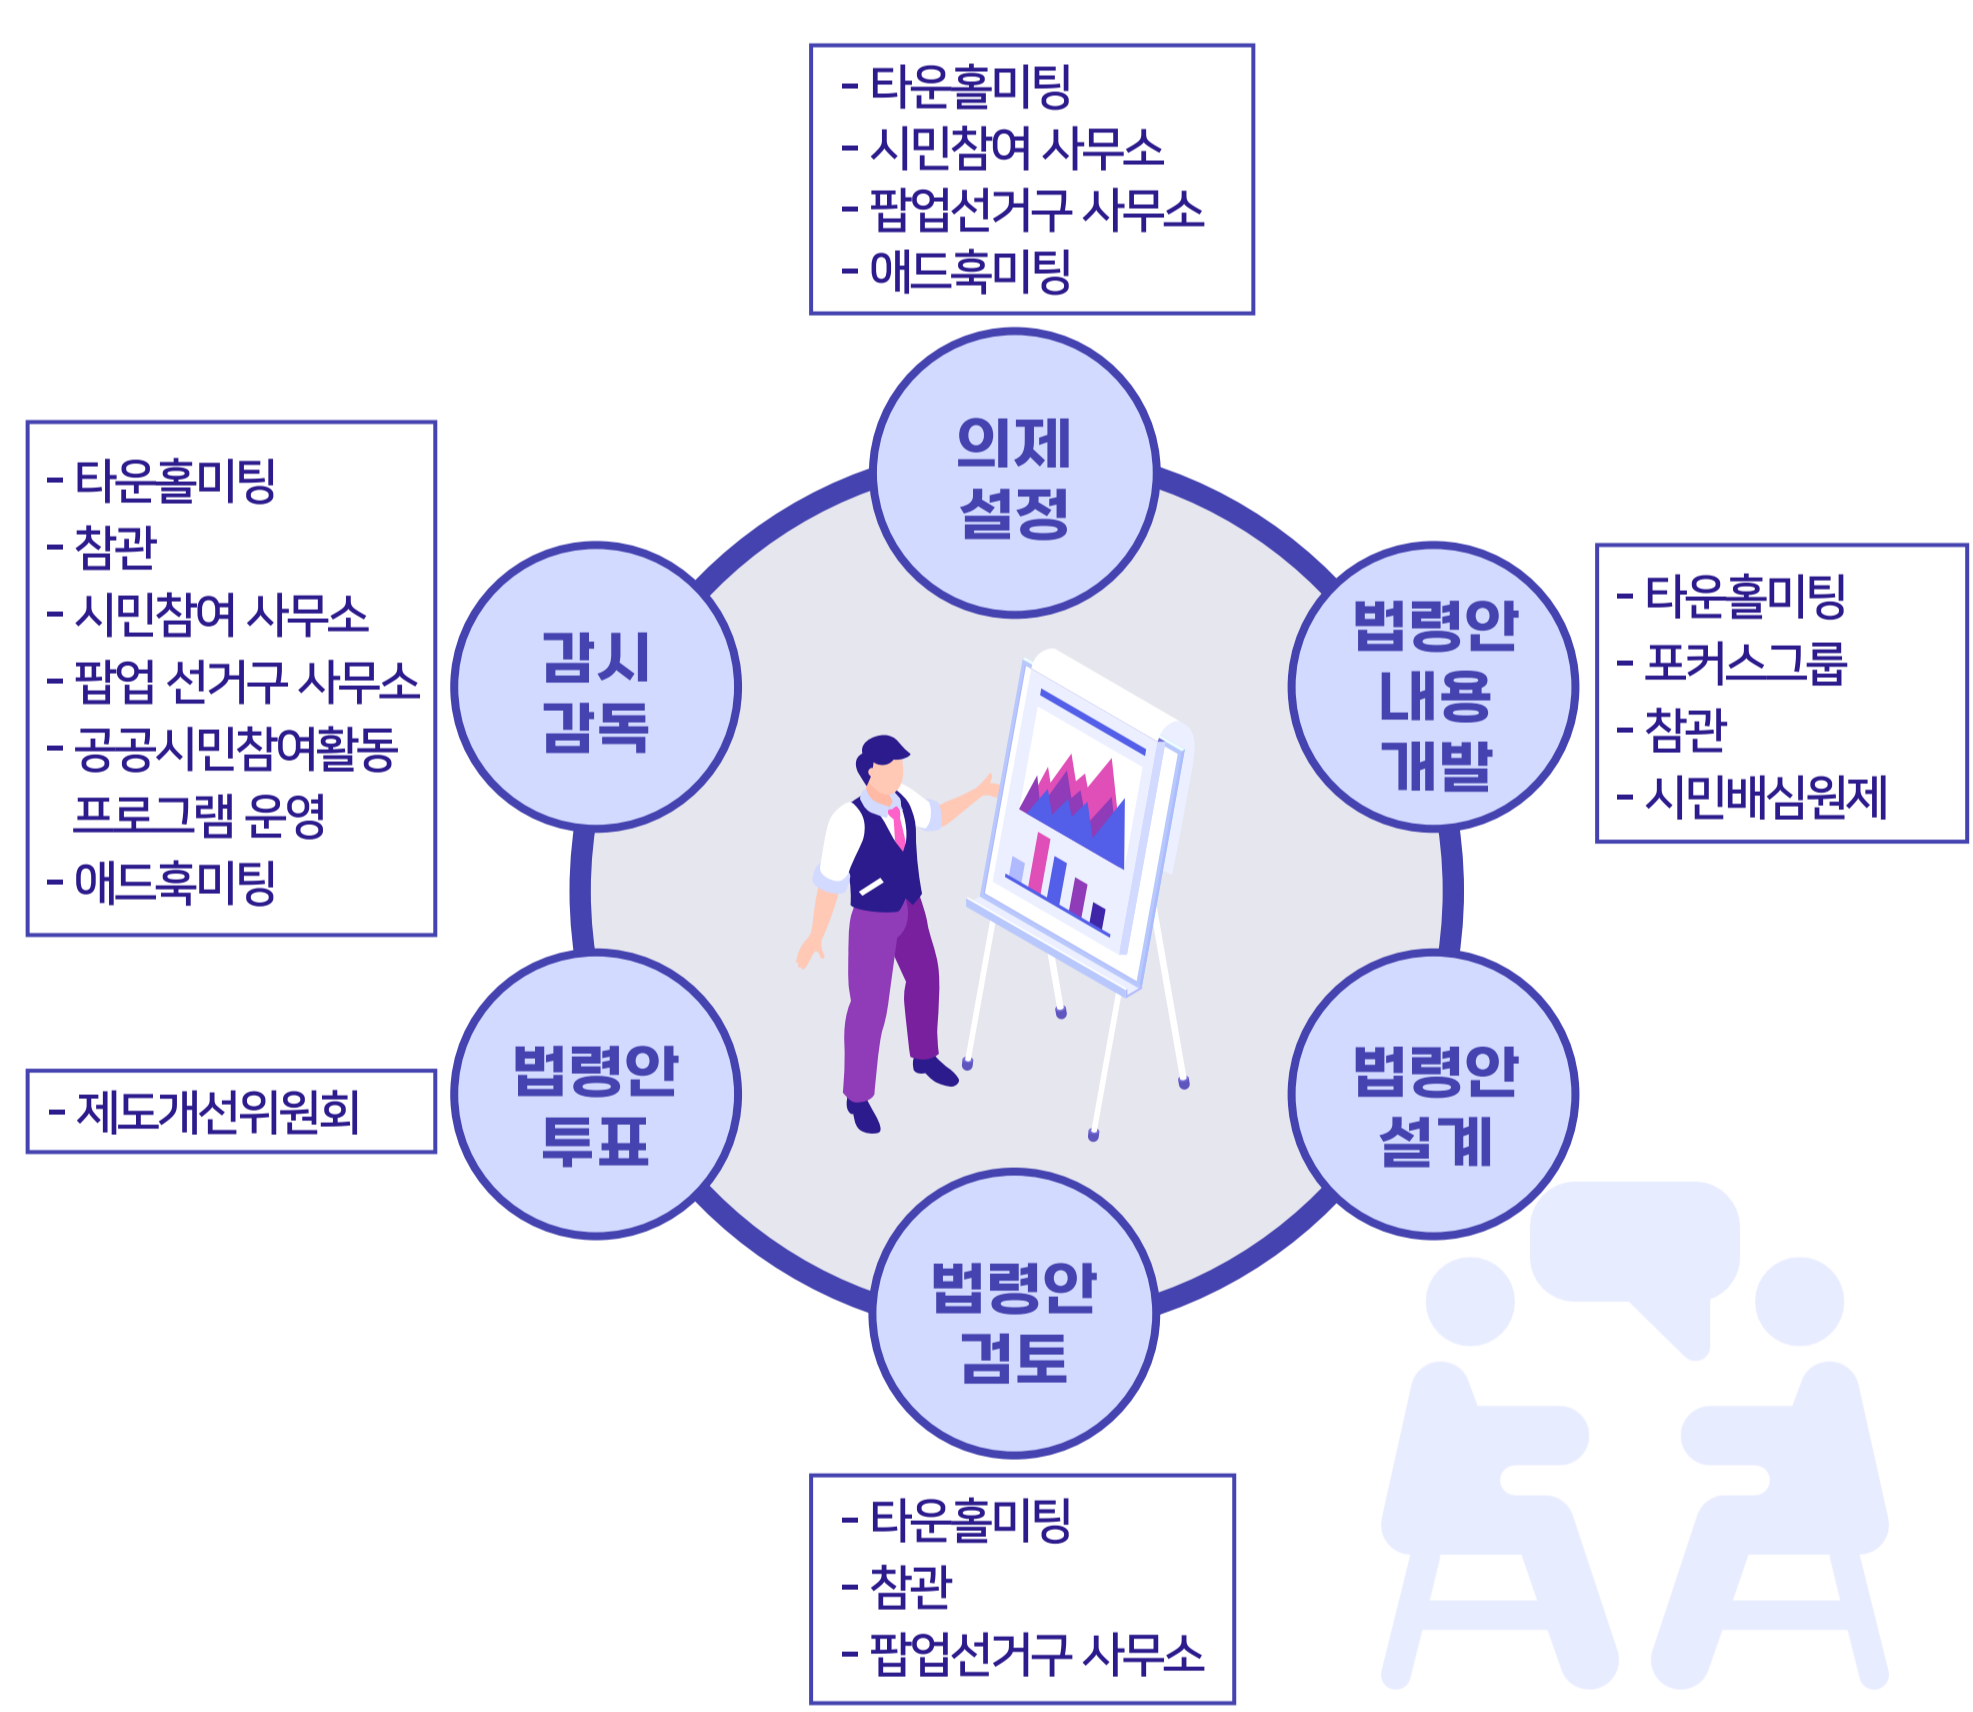 - 타운홀미팅
- 시민참여 사무소
- 팝업선거구 사무소
- 애드훅미팅
의제
설정
- 타운홀미팅
- 참관
- 시민참여 사무소
- 팝업 선거구 사무소
- 공공시민참여활동
프로그램 운영
- 애드훅미팅
감시
감독
법령안
내용
개발
- 타운홀미팅
- 포커스그룹
- 참관
- 시민배심원제
- 제도개선위원회
법령안
투표
법령안
설계
법령안
검토
- 타운홀미팅
- 참관
- 팝업선거구 사무소